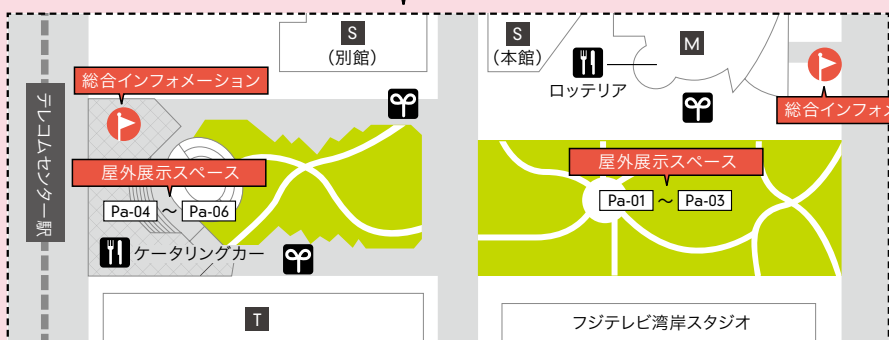 S
(別館)
S
(本館)
M
ロッテリア
総合インフォメーション
総合インフォメ
テレコムセンター駅
屋外展示スペース
Pa-04 〜 Pa-06
屋外展示スペース
Pa-01 〜 Pa-03
ケータリングカー
T
フジテレビ湾岸スタジオ